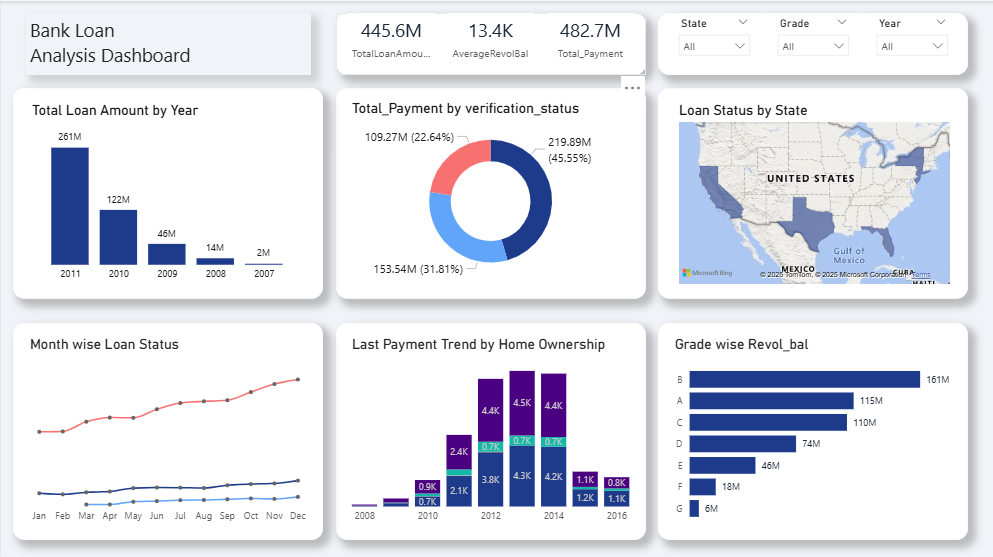 Bank Loan
Analysis Dashboard
445.6M
TotalLoanAmou...
13.4K
AverageRevolBal
482.7M
Total_Payment
State
All
Grade
All
Year
All
Total Loan Amount by Year
261M
122M
46M
14M
2M
2011 2010 2009 2008 2007
Total_Payment by verification_status
109.27M (22.64%)
219.89M
(45.55%)
153.54M (31.81%)
Loan Status by State
UNITED STATES
Gulf of
Mexico
MEXICO
CUBA
HAITI
Microsoft Bing
© 2025 TomTom, © 2025 Microsoft Corporation Terms
Month wise Loan Status
Jan Feb Mar Apr May Jun Jul Aug Sep Oct Nov Dec
Last Payment Trend by Home Ownership
0.9K
0.7K
2.4K
2.1K
4.4K
0.7K
3.8K
4.5K
0.7K
4.3K
4.4K
0.7K
4.2K
1.1K
1.2K
0.8K
1.1K
2008 2010 2012 2014 2016
Grade wise Revol_bal
B 161M
A 115M
C 110M
D 74M
E 46M
F 18M
G 6M